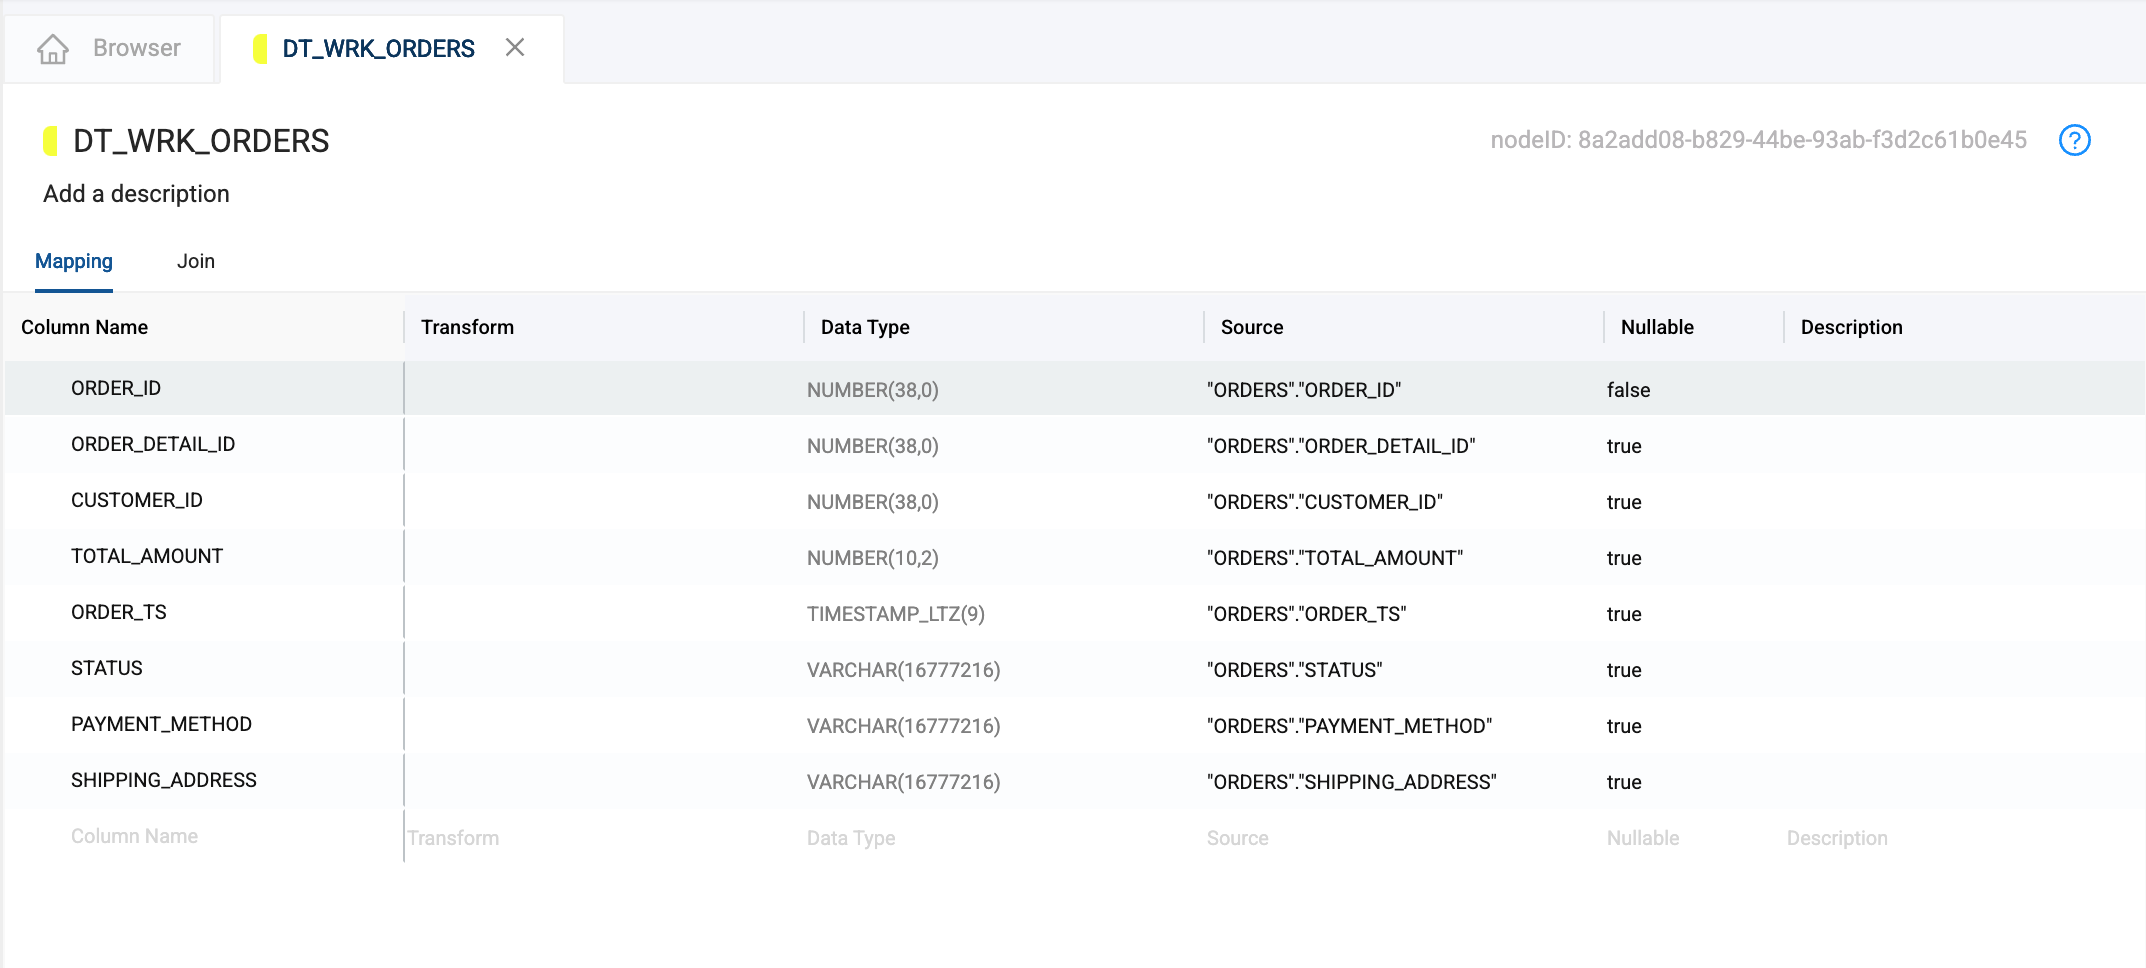 Browser DT_WRK_ORDERS
DT_WRK_ORDERS nodeID: 8a2add08-b829-44be-93ab-f3d2c61b0e45 ?
Add a description
Mapping Join
Column Name Transform Data Type Source Nullable Description
ORDER_ID NUMBER(38,0) "ORDERS"."ORDER_ID" false
ORDER_DETAIL_ID NUMBER(38,0) "ORDERS"."ORDER_DETAIL_ID" true
CUSTOMER_ID NUMBER(38,0) "ORDERS"."CUSTOMER_ID" true
TOTAL_AMOUNT NUMBER(10,2) "ORDERS"."TOTAL_AMOUNT" true
ORDER_TS TIMESTAMP_LTZ(9) "ORDERS"."ORDER_TS" true
STATUS VARCHAR(16777216) "ORDERS"."STATUS" true
PAYMENT_METHOD VARCHAR(16777216) "ORDERS"."PAYMENT_METHOD" true
SHIPPING_ADDRESS VARCHAR(16777216) "ORDERS"."SHIPPING_ADDRESS" true
Column Name Transform Data Type Source Nullable Description